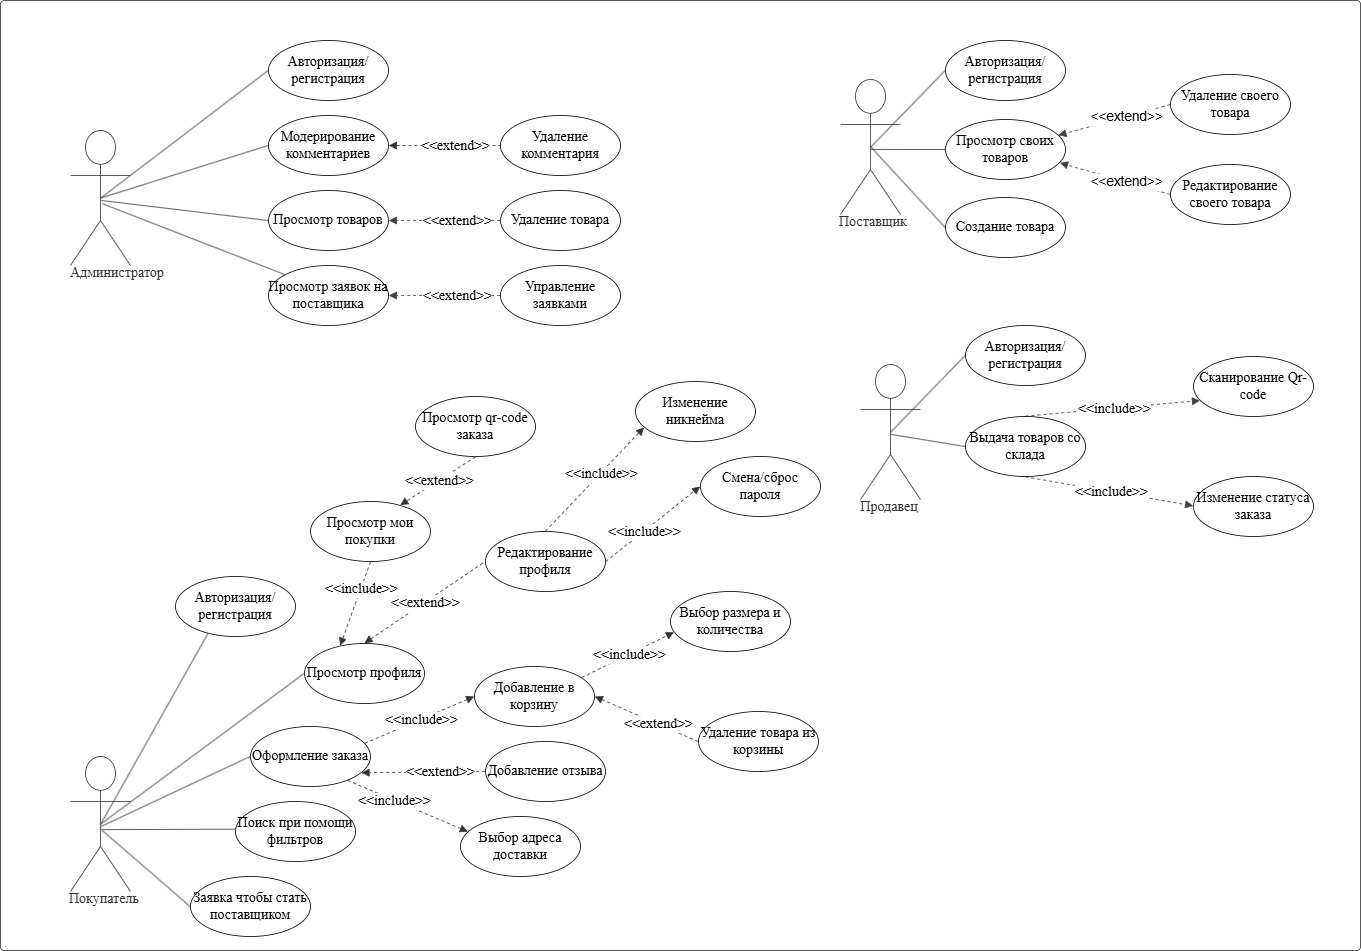 Авторизация/
регистрация
Модерирование
комментариев
<<extend>>
Удаление
комментария
Просмотр товаров
<<extend>>
Удаление товара
Просмотр заявок на
поставщика
<<extend>>
Управление
заявками
Администратор
Авторизация/
регистрация
Просмотр своих
товаров
<<extend>>
Удаление своего
товара
<<extend>>
Редактирование
своего товара
Создание товара
Поставщик
Авторизация/
регистрация
Выдача товаров со
склада
<<include>>
Сканирование Qr-
code
<<include>>
Изменение статуса
заказа
Продавец
Просмотр qr-code
заказа
<<extend>>
Просмотр мои
покупки
<<include>>
Изменение
никнейма
<<include>>
Смена/сброс
пароля
<<include>>
Редактирование
профиля
<<extend>>
Авторизация/
регистрация
Просмотр профиля
Выбор размера и
количества
<<include>>
Добавление в
корзину
<<include>>
<<extend>>
Удаление товара из
корзины
Оформление заказа
<<extend>>
Добавление отзыва
<<include>>
Выбор адреса
доставки
Поиск при помощи
фильтров
Заявка чтобы стать
поставщиком
Покупатель